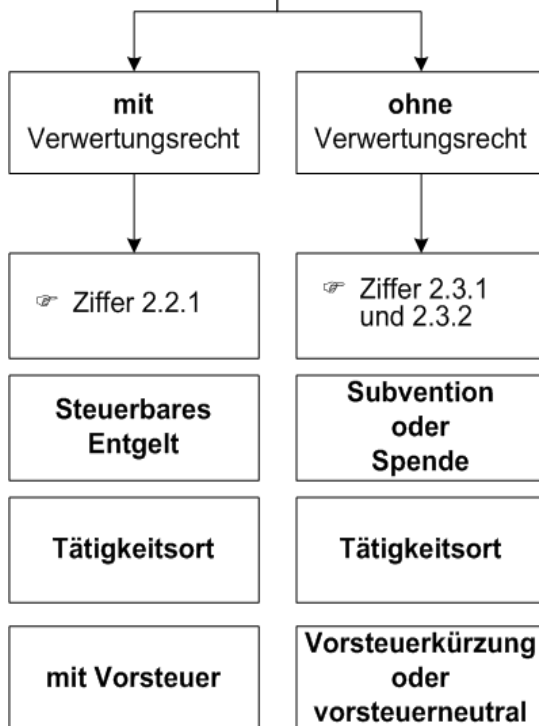 mit
Verwertungsrecht
ohne
Verwertungsrecht
☞ Ziffer 2.2.1
☞ Ziffer 2.3.1
und 2.3.2
Steuerbares
Entgelt
Subvention
oder
Spende
Tätigkeitsort
Tätigkeitsort
mit Vorsteuer
Vorsteuerkürzung
oder
vorsteuerneutral